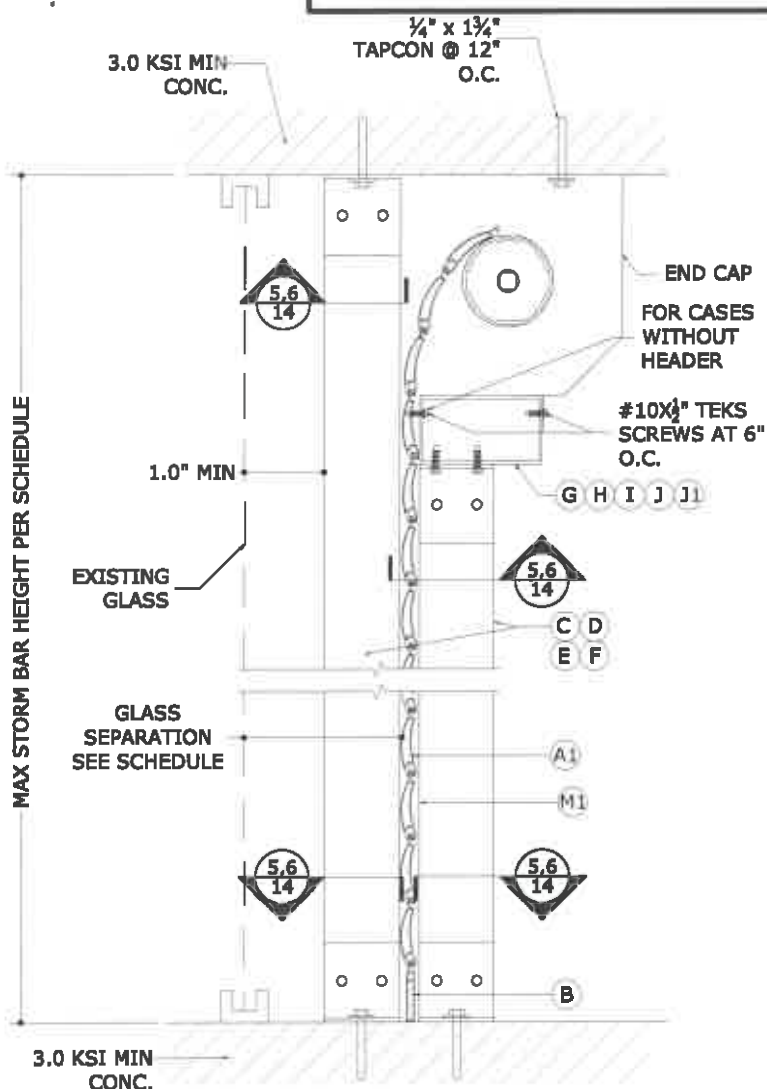 ¼" x 1¾"
TAPCON @ 12"
O.C.
3.0 KSI MIN
CONC.
END CAP
5,6
14
FOR CASES
WITHOUT
HEADER
#10X½" TEKS
SCREWS AT 6"
O.C.
1.0" MIN
G H I J J1
MAX STORM BAR HEIGHT PER SCHEDULE
EXISTING
GLASS
5,6
14
C D
E F
GLASS
SEPARATION
SEE SCHEDULE
A1
M1
5,6
14
5,6
14
B
3.0 KSI MIN
CONC.